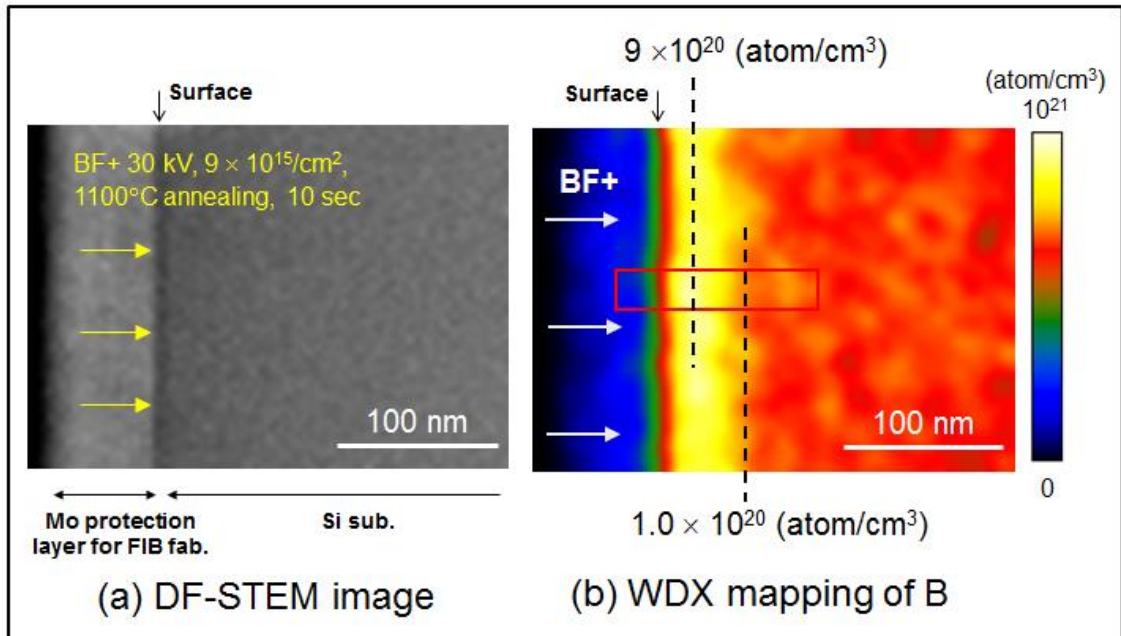 Surface
BF+ 30 kV, 9 × 10¹⁵/cm²,
1100°C annealing, 10 sec
100 nm
Mo protection
layer for FIB fab.
Si sub.
(a) DF-STEM image
9 ×10²⁰ (atom/cm³)
Surface
(atom/cm³)
10²¹
BF+
100 nm
0
1.0 × 10²⁰ (atom/cm³)
(b) WDX mapping of B